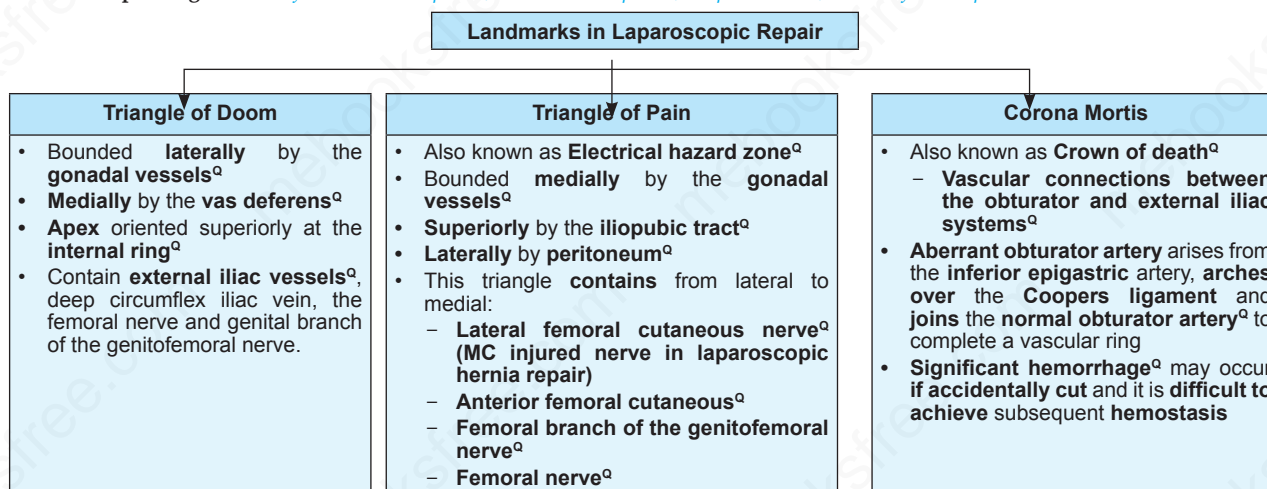 Landmarks in Laparoscopic Repair
Triangle of Doom
• Bounded laterally by the
gonadal vesselsQ
• Medially by the vas deferensQ
• Apex oriented superiorly at the
internal ringQ
• Contain external iliac vesselsQ,
deep circumflex iliac vein, the
femoral nerve and genital branch
of the genitofemoral nerve.
Triangle of Pain
• Also known as Electrical hazard zoneQ
• Bounded medially by the gonadal
vesselsQ
• Superiorly by the iliopubic tractQ
• Laterally by peritoneumQ
• This triangle contains from lateral to
medial:
– Lateral femoral cutaneous nerveQ
(MC injured nerve in laparoscopic
hernia repair)
– Anterior femoral cutaneousQ
– Femoral branch of the genitofemoral
nerveQ
– Femoral nerveQ
Corona Mortis
• Also known as Crown of deathQ
– Vascular connections between
the obturator and external iliac
systemsQ
• Aberrant obturator artery arises from
the inferior epigastric artery, arches
over the Coopers ligament and
joins the normal obturator arteryQ to
complete a vascular ring
• Significant hemorrhageQ may occur
if accidentally cut and it is difficult to
achieve subsequent hemostasis